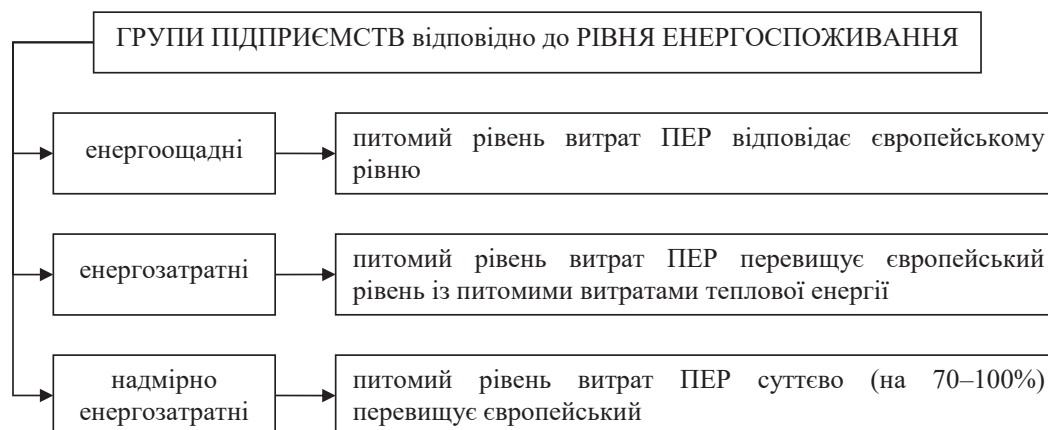 ГРУПИ ПІДПРИЄМСТВ відповідно до РІВНЯ ЕНЕРГОСПОЖИВАННЯ
енергоощадні
питомий рівень витрат ПЕР відповідає європейському
рівню
енергозатратні
питомий рівень витрат ПЕР перевищує європейський
рівень із питомими витратами теплової енергії
надмірно
енергозатратні
питомий рівень витрат ПЕР суттєво (на 70–100%)
перевищує європейський